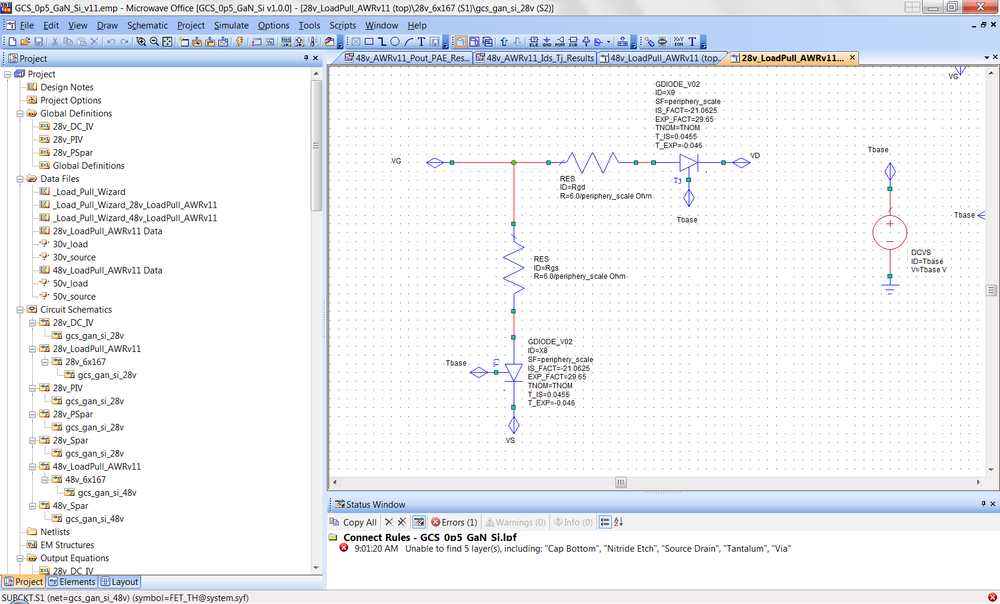 GCS_0p5_GaN_Si_v11.emp - Microwave Office [GCS_0p5_GaN_Si v1.0.0] - [28v_LoadPull_AWRv11 (top)\28v_6x167 (S1)\gcs_gan_si_28v (S2)]
File Edit View Draw Schematic Project Simulate Options Tools Scripts Window Help
Project
48v_AWRv11_Pout_PAE_Res... 48v_AWRv11_Ids_Tj_Results 48v_LoadPull_AWRv11 (top... 28v_LoadPull_AWRv11...
Project
Design Notes
Project Options
Global Definitions
28v_DC_IV
28v_PIV
28v_PSpar
Global Definitions
Data Files
_Load_Pull_Wizard
_Load_Pull_Wizard_28v_LoadPull_AWRv11
_Load_Pull_Wizard_48v_LoadPull_AWRv11
28v_LoadPull_AWRv11 Data
30v_load
30v_source
48v_LoadPull_AWRv11 Data
50v_load
50v_source
Circuit Schematics
28v_DC_IV
gcs_gan_si_28v
28v_LoadPull_AWRv11
28v_6x167
gcs_gan_si_28v
28v_PIV
gcs_gan_si_28v
28v_PSpar
gcs_gan_si_28v
28v_Spar
gcs_gan_si_28v
48v_LoadPull_AWRv11
48v_6x167
gcs_gan_si_48v
48v_Spar
gcs_gan_si_48v
Netlists
EM Structures
Output Equations
28v_DC_IV
Project Elements Layout
VG
GDIODE_V02
ID=X9
SF=periphery_scale
IS_FACT=-21.0625
EXP_FACT=29.65
TNOM=TNOM
T_IS=0.0455
T_EXP=-0.046
VG
VD
RES
ID=Rgd
R=6.0/periphery_scale Ohm
Tj
Tbase
Tbase
Tbase
DCVS
ID=Tbase
V=Tbase V
RES
ID=Rgs
R=6.0/periphery_scale Ohm
Tbase
Tj
GDIODE_V02
ID=X8
SF=periphery_scale
IS_FACT=-21.0625
EXP_FACT=29.65
TNOM=TNOM
T_IS=0.0455
T_EXP=-0.046
VS
Status Window
Copy All Errors (1) Warnings (0) Info (0)
Connect Rules - GCS_0p5_GaN_Si.lpf
9:01:20 AM Unable to find 5 layer(s), including: "Cap Bottom", "Nitride Etch", "Source Drain", "Tantalum", "Via"
SUBCKT.S1 (net=gcs_gan_si_48v) (symbol=FET_TH@system.syf)